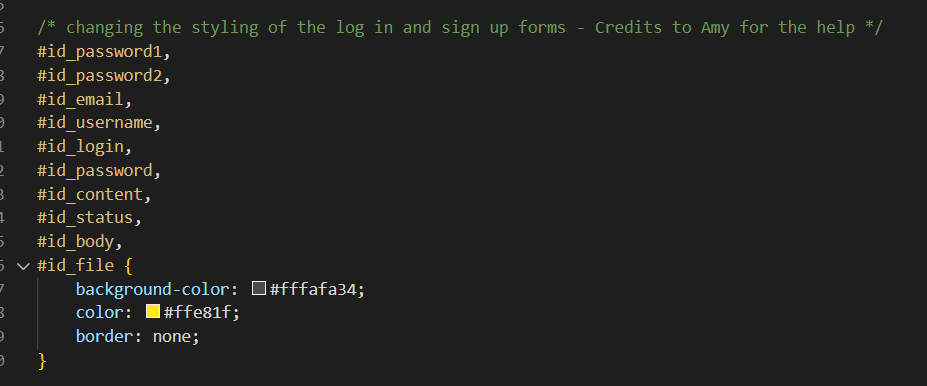 /* changing the styling of the log in and sign up forms - Credits to Amy for the help */
#id_password1,
#id_password2,
#id_email,
#id_username,
#id_login,
#id_password,
#id_content,
#id_status,
#id_body,
#id_file {
background-color: #fffafa34;
color: #ffe81f;
border: none;
}